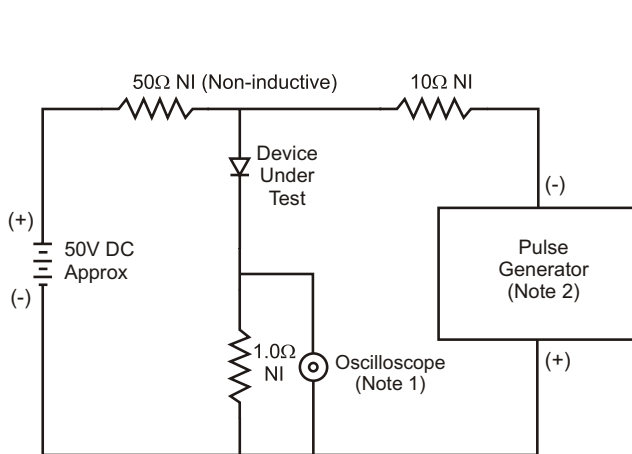 50Ω NI (Non-inductive)
10Ω NI
Device
Under
Test
(-)
(+)
50V DC
Approx
(-)
Pulse
Generator
(Note 2)
1.0Ω
NI
Oscilloscope
(Note 1)
(+)